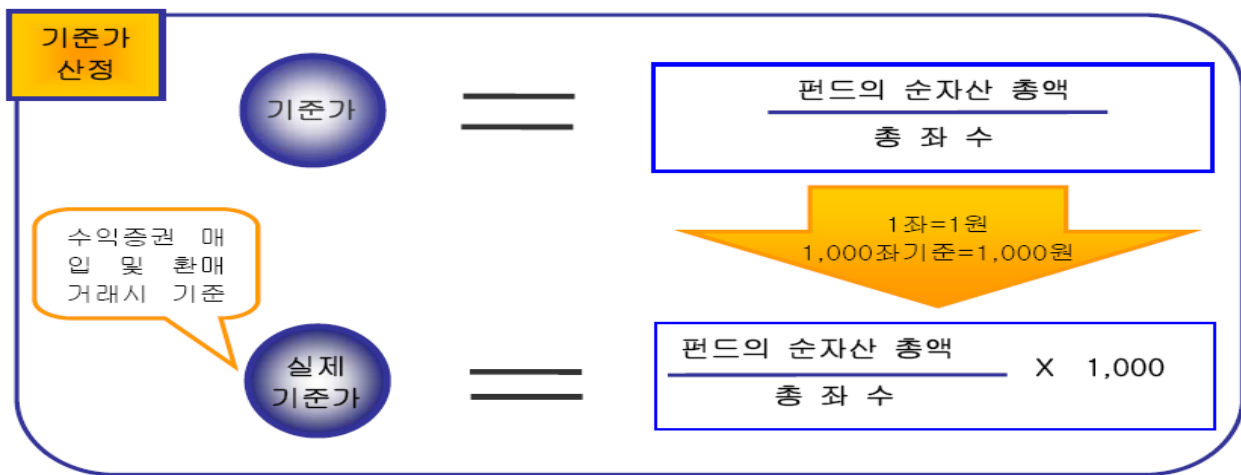 기준가
산정
기준가
펀드의 순자산 총액
총 좌 수
1좌=1원
1,000좌기준=1,000원
수익증권 매
입 및 환매
거래시 기준
실제
기준가
펀드의 순자산 총액
X 1,000
총 좌 수